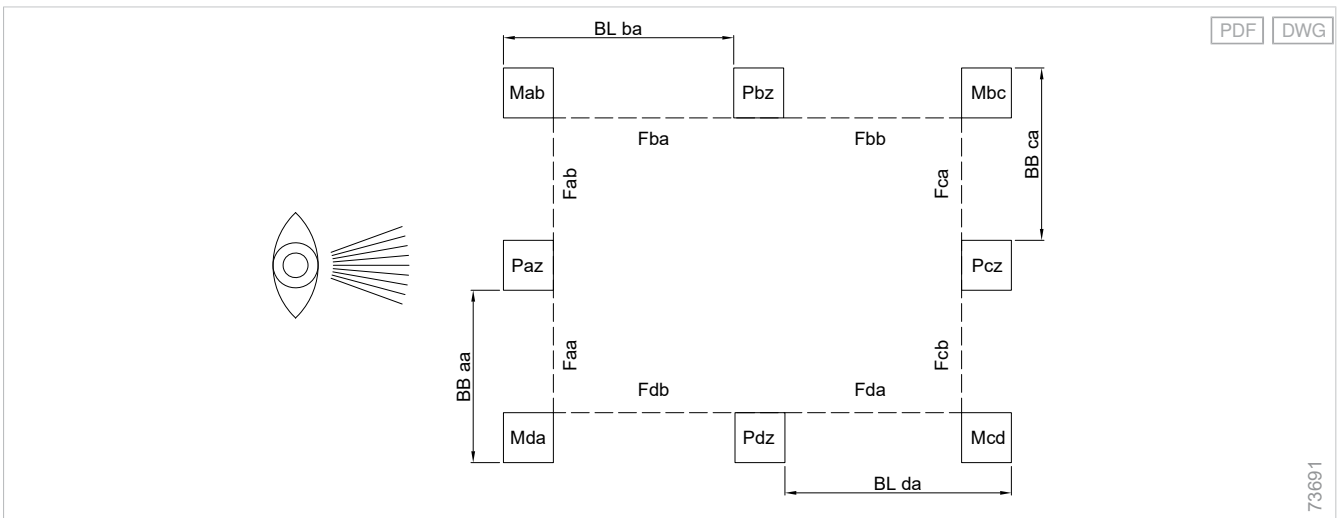 BL ba
PDF DWG
Mab Pbz Mbc
Fba Fbb
BB ca
Fab Fca
Paz Pcz
BB aa
Faa Fcb
Fdb Fda
Mda Pdz Mcd
BL da
73691